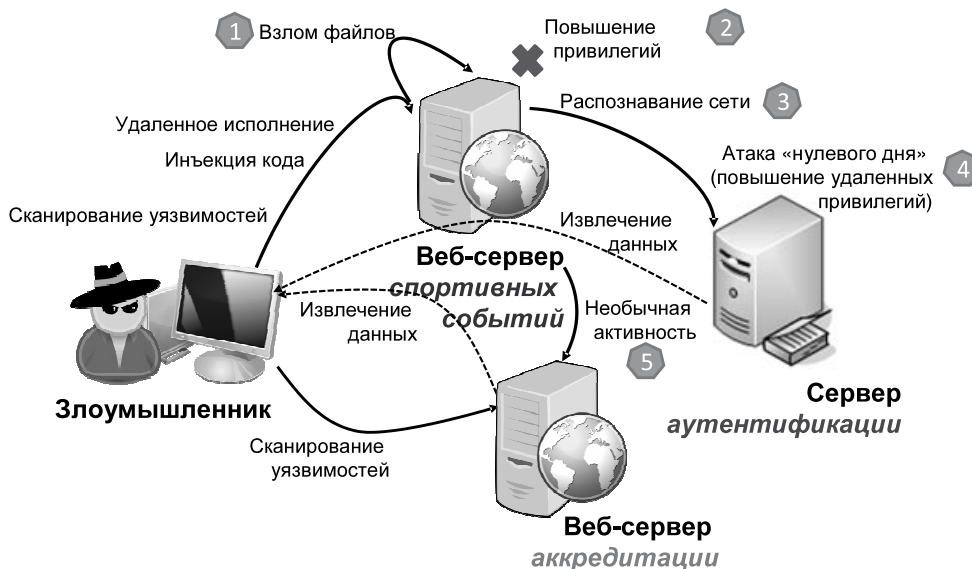 1 Взлом файлов
Повышение
привилегий
2
Распознавание сети 3
Удаленное исполнение
Инъекция кода
Сканирование уязвимостей
Атака «нулевого дня»
(повышение удаленных
привилегий)
4
Извлечение
данных
Веб-сервер
спортивных
событий
Извлечение
данных
Необычная
активность
5
Злоумышленник
Сервер
аутентификации
Сканирование
уязвимостей
Веб-сервер
аккредитации